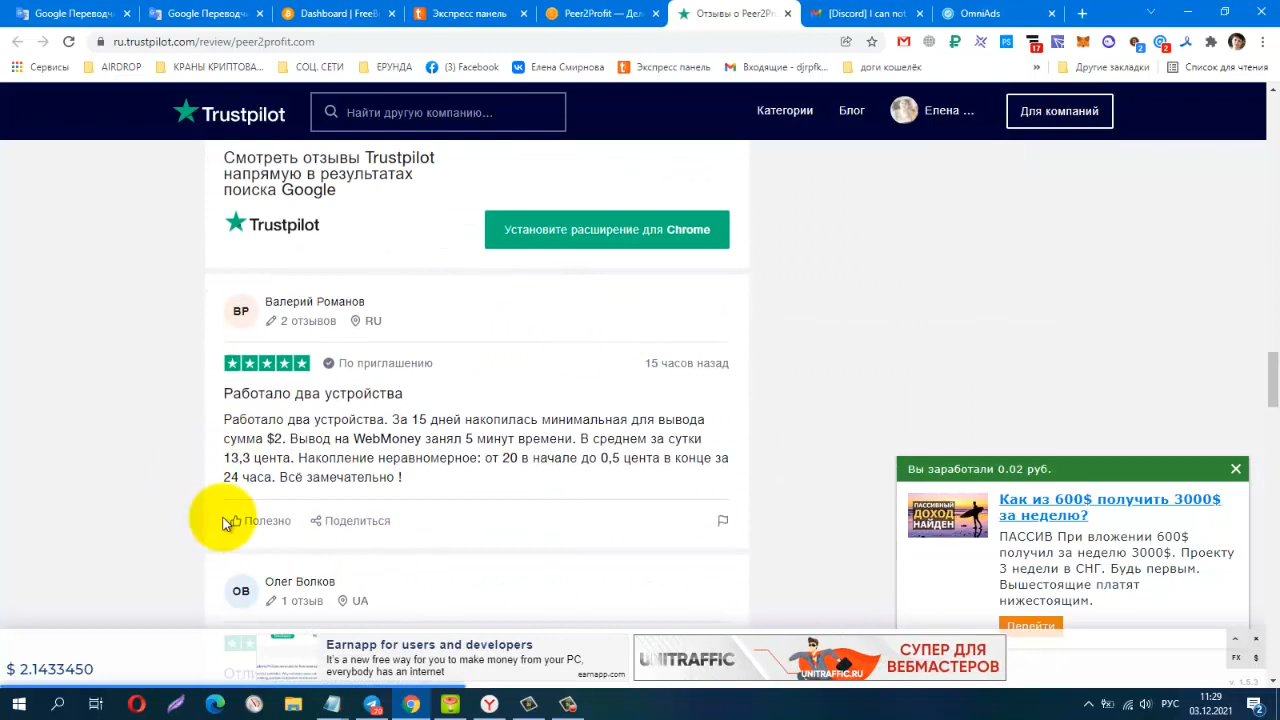 Google Переводч
Google Переводч
Dashboard | FreeB
Экспресс панель
Peer2Profit — Дел
Отзывы о Peer2Pr
[Discord] I can not
OmniAds
ru.trustpilot.com/review/peer2profit.com
Сервисы
AIRDROP
КРАНЫ КРИПТОВА...
СОЦ. СЕТИ
ЕРУНДА
(3) Facebook
Елена Смирнова
Экспресс панель
Входящие - djrpfk...
доги кошелёк
»
Другие закладки
Список для чтения
Trustpilot
Найти другую компанию...
Категории
Блог
Елена ...
Для компаний
Смотреть отзывы Trustpilot
напрямую в результатах
поиска Google
Trustpilot
Установите расширение для Chrome
ВР
Валерий Романов
2 отзывов
RU
По приглашению
15 часов назад
Работало два устройства
Работало два устройства. За 15 дней накопилась минимальная для вывода
сумма $2. Вывод на WebMoney занял 5 минут времени. В среднем за сутки
13,3 цента. Накопление неравномерное: от 20 в начале до 0,5 цента в конце за
24 часа. Всё замечательно !
Полезно
Поделиться
ОВ
Олег Волков
1 отзыв
UA
Вы заработали 0.02 руб.
Как из 600$ получить 3000$
за неделю?
ПАССИВНЫЙ
ДОХОД
НАЙДЕН
ПАССИВ При вложении 600$
получил за неделю 3000$. Проекту
3 недели в СНГ. Будь первым.
Вышестоящие платят
нижестоящим.
Перейти
$ 2.1433450
Earnapp for users and developers
It's a new free way for you to make money from your PC,
everybody has an internet
earnapp.com
UNITRAFFIC
UNITRAFFIC.RU
СУПЕР ДЛЯ
ВЕБМАСТЕРОВ
FX
$
v. 1.5.3
РУС
11:29
03.12.2021